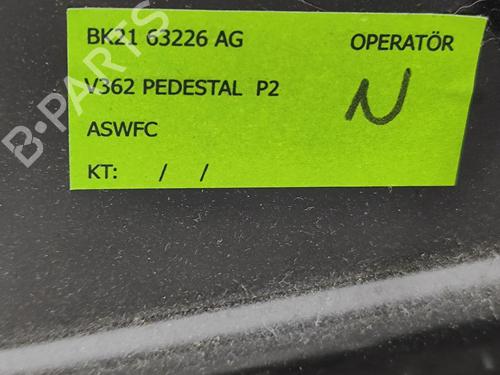 BK21 63226 AG OPERATÖR
V362 PEDESTAL P2 N
ASWFC
KT: / /
B-PARTS